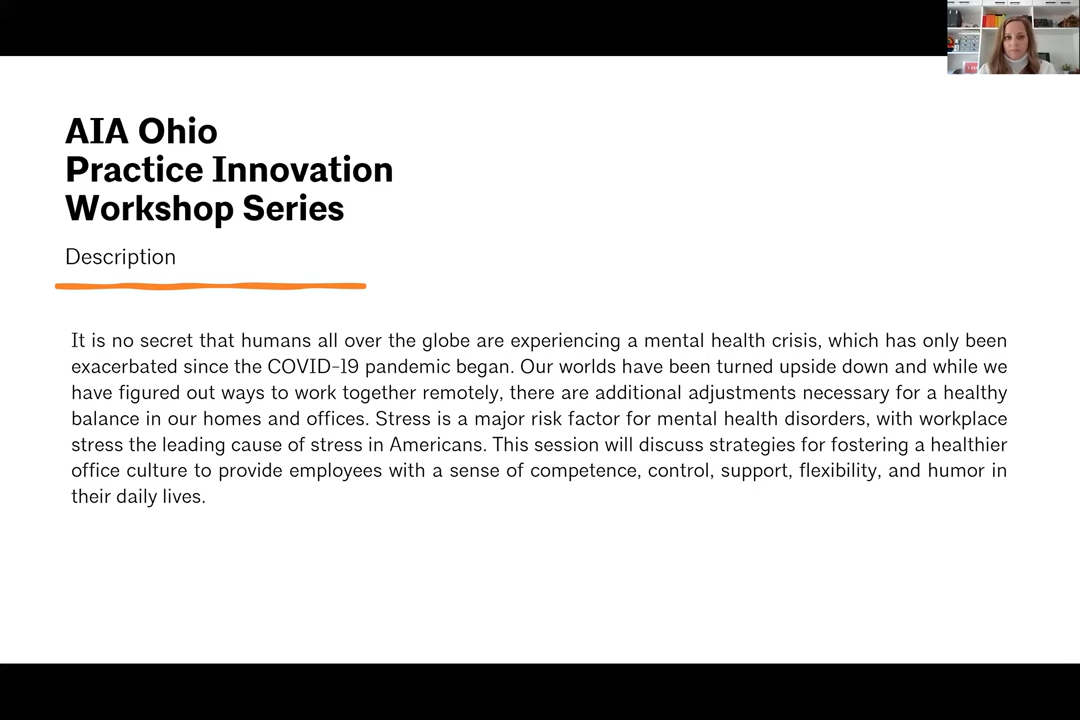 AIA Ohio
Practice Innovation
Workshop Series
Description
It is no secret that humans all over the globe are experiencing a mental health crisis, which has only been
exacerbated since the COVID-19 pandemic began. Our worlds have been turned upside down and while we
have figured out ways to work together remotely, there are additional adjustments necessary for a healthy
balance in our homes and offices. Stress is a major risk factor for mental health disorders, with workplace
stress the leading cause of stress in Americans. This session will discuss strategies for fostering a healthier
office culture to provide employees with a sense of competence, control, support, flexibility, and humor in
their daily lives.